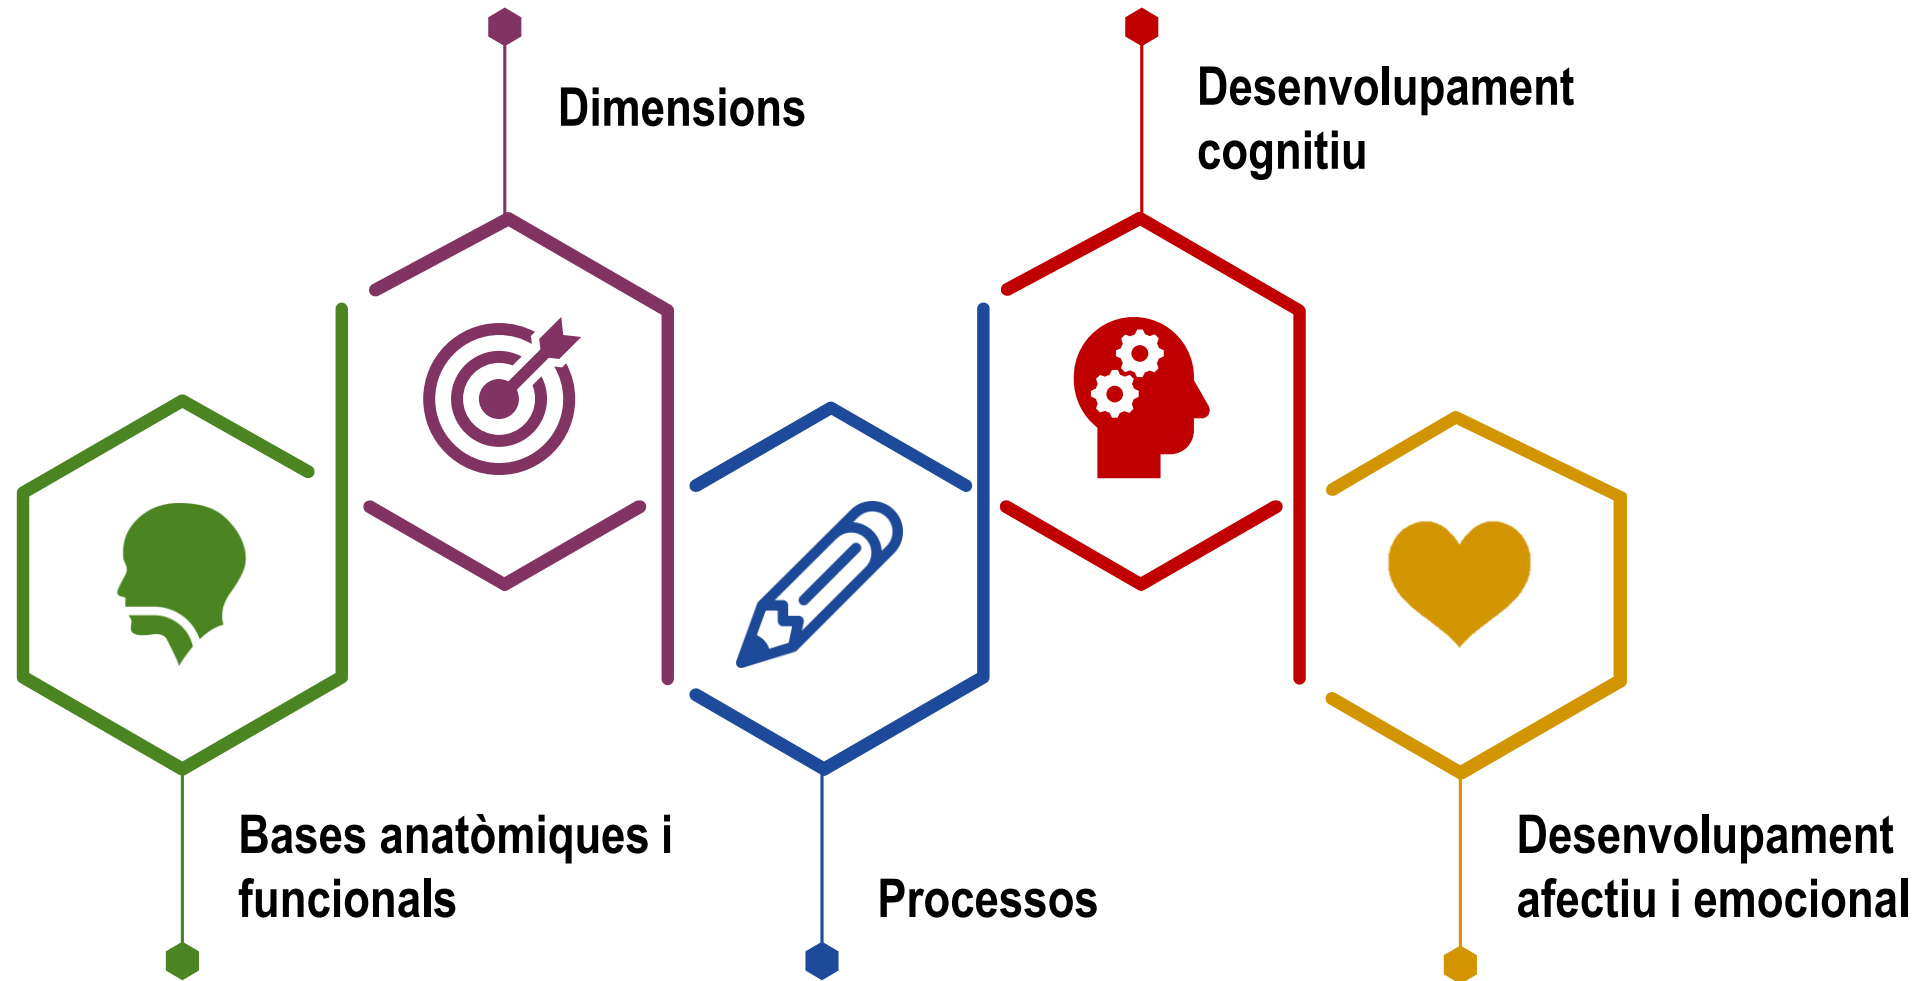 Dimensions
Desenvolupament
cognitiu
Bases anatòmiques i
funcionals
Processos
Desenvolupament
afectiu i emocional